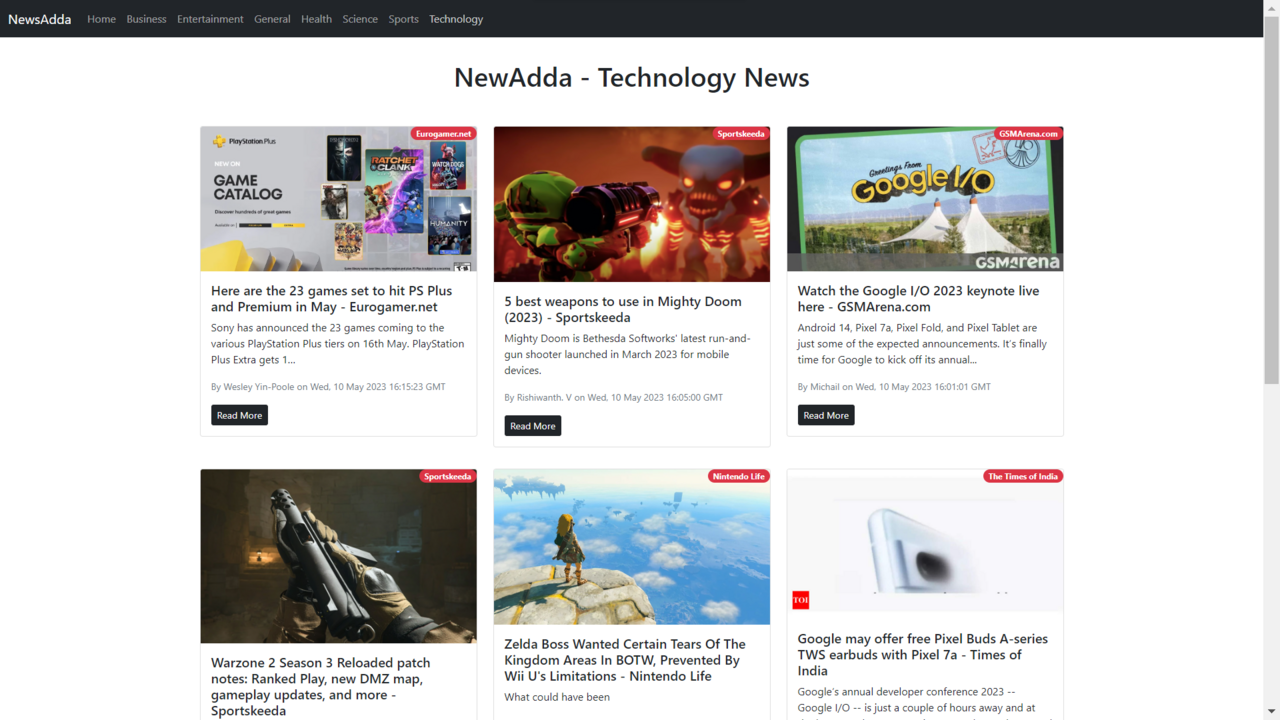 NewsAdda Home Business Entertainment General Health Science Sports Technology
NewAdda - Technology News
Eurogamer.net
PlayStation.Plus
NEW ON
GAME
CATALOG
Discover hundreds of great games
RATCHET
CLANK
WATCH DOGS
HUMANITY
Here are the 23 games set to hit PS Plus
and Premium in May - Eurogamer.net
Sony has announced the 23 games coming to the
various PlayStation Plus tiers on 16th May. PlayStation
Plus Extra gets 1...
By Wesley Yin-Poole on Wed, 10 May 2023 16:15:23 GMT
Read More
Sportskeeda
5 best weapons to use in Mighty Doom
(2023) - Sportskeeda
Mighty Doom is Bethesda Softworks' latest run-and-
gun shooter launched in March 2023 for mobile
devices.
By Rishiwanth. V on Wed, 10 May 2023 16:05:00 GMT
Read More
GSMArena.com
Greetings From
Google I/O
GSMArena
Watch the Google I/O 2023 keynote live
here - GSMArena.com
Android 14, Pixel 7a, Pixel Fold, and Pixel Tablet are
just some of the expected announcements. It’s finally
time for Google to kick off its annual...
By Michail on Wed, 10 May 2023 16:01:01 GMT
Read More
Sportskeeda
Warzone 2 Season 3 Reloaded patch
notes: Ranked Play, new DMZ map,
gameplay updates, and more -
Sportskeeda
Nintendo Life
Zelda Boss Wanted Certain Tears Of The
Kingdom Areas In BOTW, Prevented By
Wii U's Limitations - Nintendo Life
What could have been
The Times of India
TOI
Google may offer free Pixel Buds A-series
TWS earbuds with Pixel 7a - Times of
India
Google’s annual developer conference 2023 --
Google I/O -- is just a couple of hours away and at